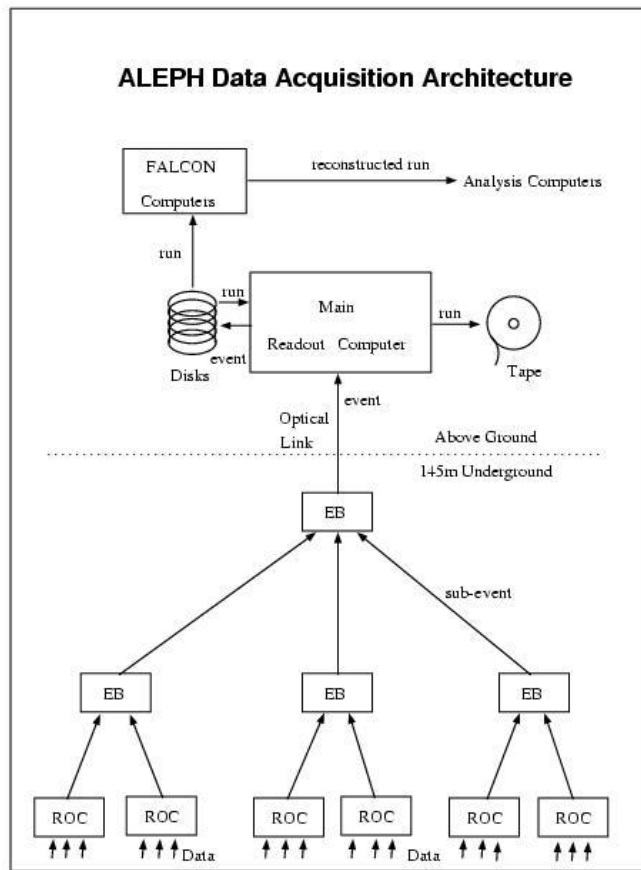 ALEPH Data Acquisition Architecture
FALCON
Computers
reconstructed run
Analysis Computers
run
run
Main
Readout Computer
run
event
Disks
Tape
event
Optical
Link
Above Ground
145m Underground
EB
sub-event
EB
EB
EB
ROC
ROC
ROC
ROC
ROC
ROC
Data
Data